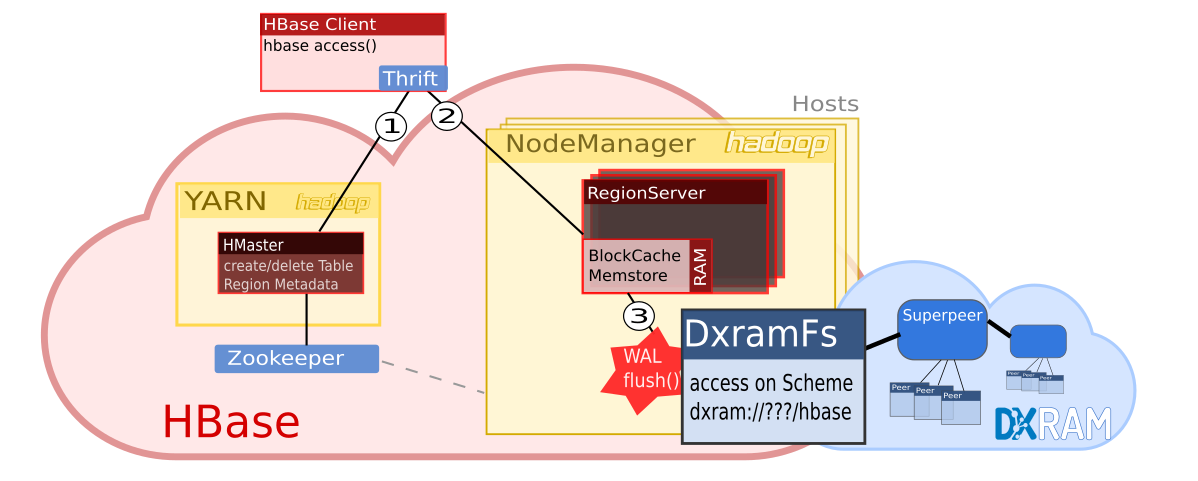 HBase Client
hbase access()
Thrift
1
2
Hosts
NodeManager
hadoop
YARN
hadoop
RegionServer
HMaster
create/delete Table
Region Metadata
BlockCache
Memstore
RAM
3
Zookeeper
WAL
flush()
DxramFs
access on Scheme
dxram://???/hbase
Superpeer
Peer
Peer
Peer
Peer
Peer
Peer
HBase
DXRAM